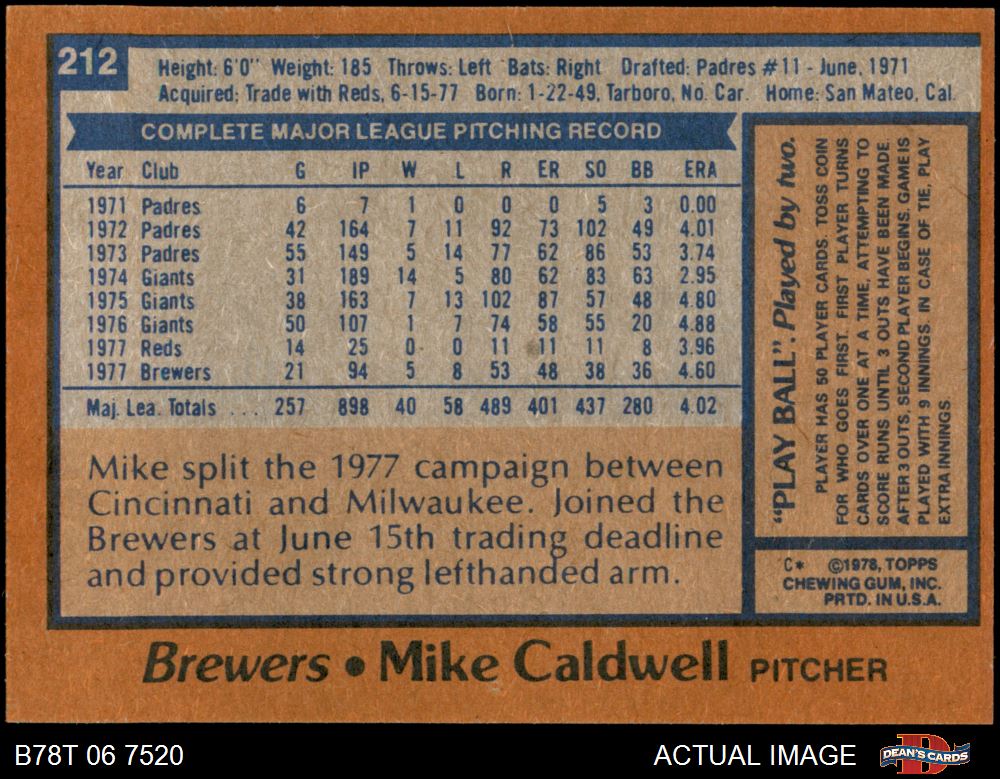 212
Height: 6'0" Weight: 185 Throws: Left Bats: Right Drafted: Padres #11 - June, 1971
Acquired: Trade with Reds, 6-15-77 Born: 1-22-49, Tarboro, No. Car. Home: San Mateo, Cal.
COMPLETE MAJOR LEAGUE PITCHING RECORD
Year Club G IP W L R ER SO BB ERA
1971 Padres 6 7 1 0 0 0 5 3 0.00
1972 Padres 42 164 7 11 92 73 102 49 4.01
1973 Padres 55 149 5 14 77 62 86 53 3.74
1974 Giants 31 189 14 5 80 62 83 63 2.95
1975 Giants 38 163 7 13 102 87 57 48 4.80
1976 Giants 50 107 1 7 74 58 55 20 4.88
1977 Reds 14 25 0 0 11 11 11 8 3.96
1977 Brewers 21 94 5 8 53 48 38 36 4.60
Maj. Lea. Totals ... 257 898 40 58 489 401 437 280 4.02
Mike split the 1977 campaign between
Cincinnati and Milwaukee. Joined the
Brewers at June 15th trading deadline
and provided strong lefthanded arm.
"PLAY BALL". Played by two.
PLAYER HAS 50 PLAYER CARDS. TOSS COIN
FOR WHO GOES FIRST. FIRST PLAYER TURNS
CARDS OVER ONE AT A TIME, ATTEMPTING TO
SCORE RUNS UNTIL 3 OUTS HAVE BEEN MADE.
AFTER 3 OUTS, SECOND PLAYER BEGINS. GAME IS
PLAYED WITH 9 INNINGS. IN CASE OF TIE, PLAY
EXTRA INNINGS.
C* ©1978, TOPPS
CHEWING GUM, INC.
PRTD. IN U.S.A.
Brewers • Mike Caldwell PITCHER
B78T 06 7520
ACTUAL IMAGE
D
DEAN'S CARDS